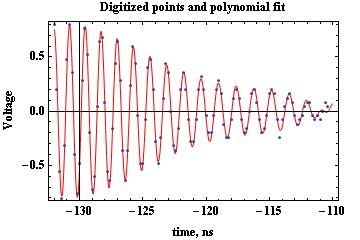 Digitized points and polynomial fit
0.5
0.0
−0.5
Voltage
−130 −125 −120 −115 −110
time, ns